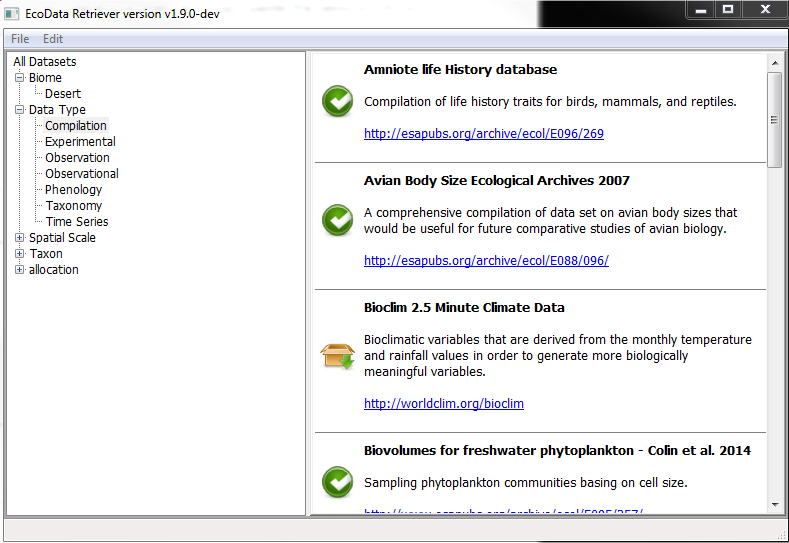 EcoData Retriever version v1.9.0-dev
File Edit
All Datasets
Biome
Desert
Data Type
Compilation
Experimental
Observation
Observational
Phenology
Taxonomy
Time Series
Spatial Scale
Taxon
allocation
Amniote life History database
Compilation of life history traits for birds, mammals, and reptiles.
http://esapubs.org/archive/ecol/E096/269
Avian Body Size Ecological Archives 2007
A comprehensive compilation of data set on avian body sizes that
would be useful for future comparative studies of avian biology.
http://esapubs.org/archive/ecol/E088/096/
Bioclim 2.5 Minute Climate Data
Bioclimatic variables that are derived from the monthly temperature
and rainfall values in order to generate more biologically
meaningful variables.
http://worldclim.org/bioclim
Biovolumes for freshwater phytoplankton - Colin et al. 2014
Sampling phytoplankton communities basing on cell size.